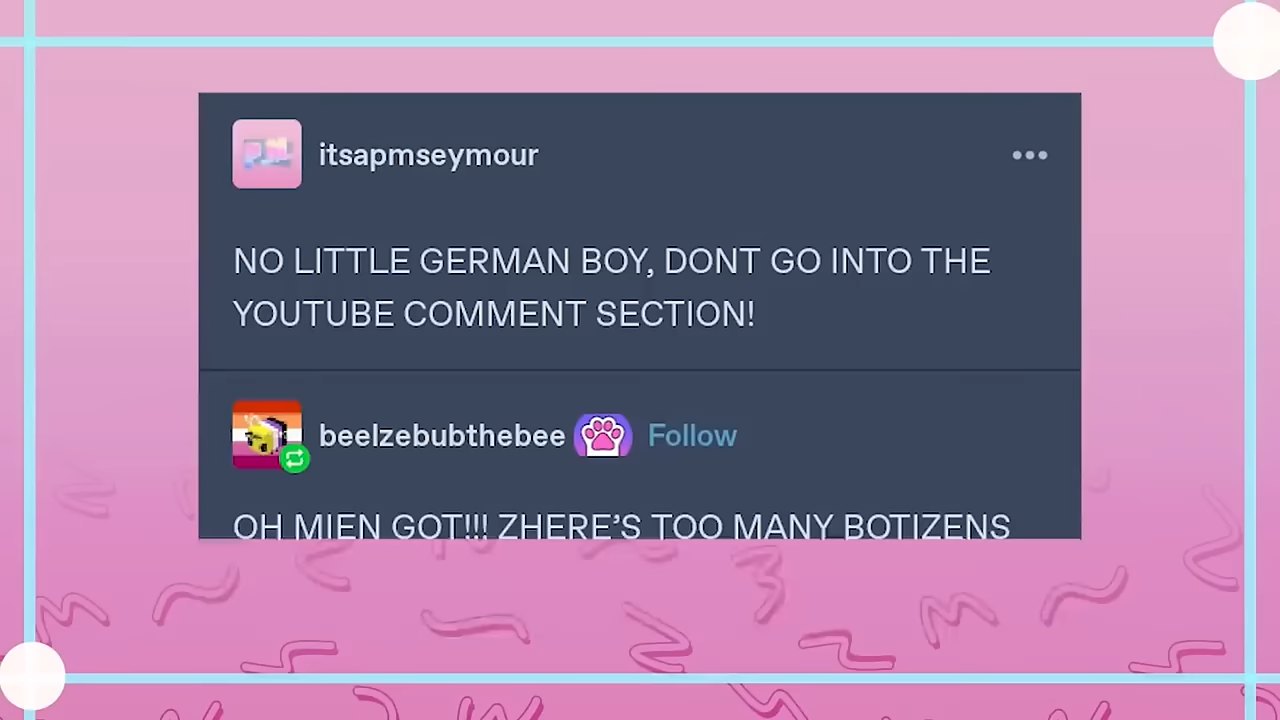 itsapmseymour
NO LITTLE GERMAN BOY, DONT GO INTO THE
YOUTUBE COMMENT SECTION!
beelzebubthebee Follow
OH MIEN GOT!!! ZHERE’S TOO MANY BOTIZENS